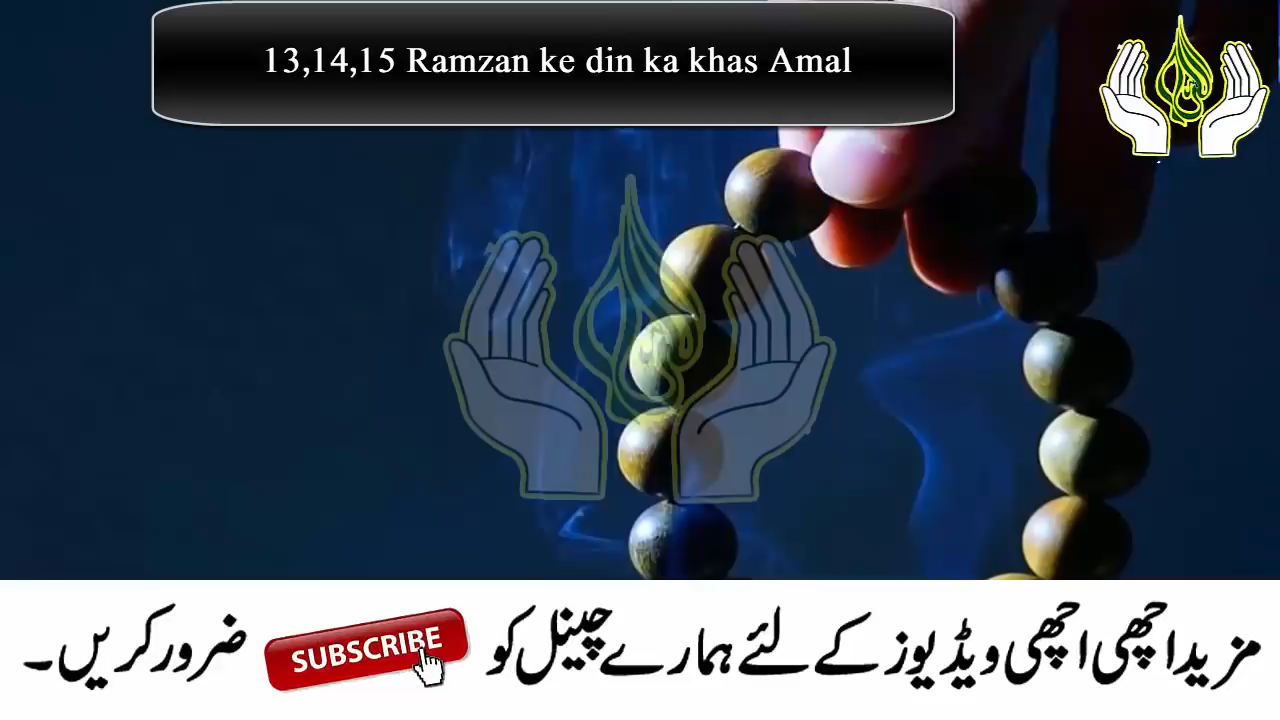 13,14,15 Ramzan ke din ka khas Amal
مزید اچھی اچھی ویڈیوز کے لئے ہمارے چینل کو SUBSCRIBE ضرور کریں۔